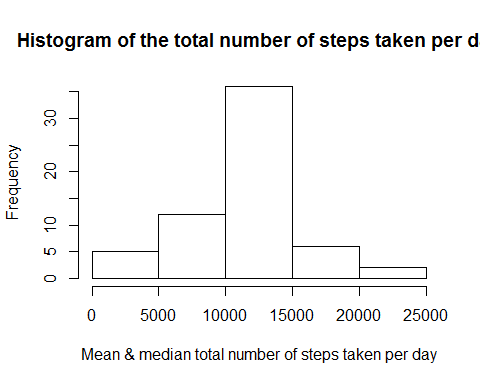 Histogram of the total number of steps taken per d
30
20
10
5
0
Frequency
0 5000 10000 15000 20000 25000
Mean & median total number of steps taken per day